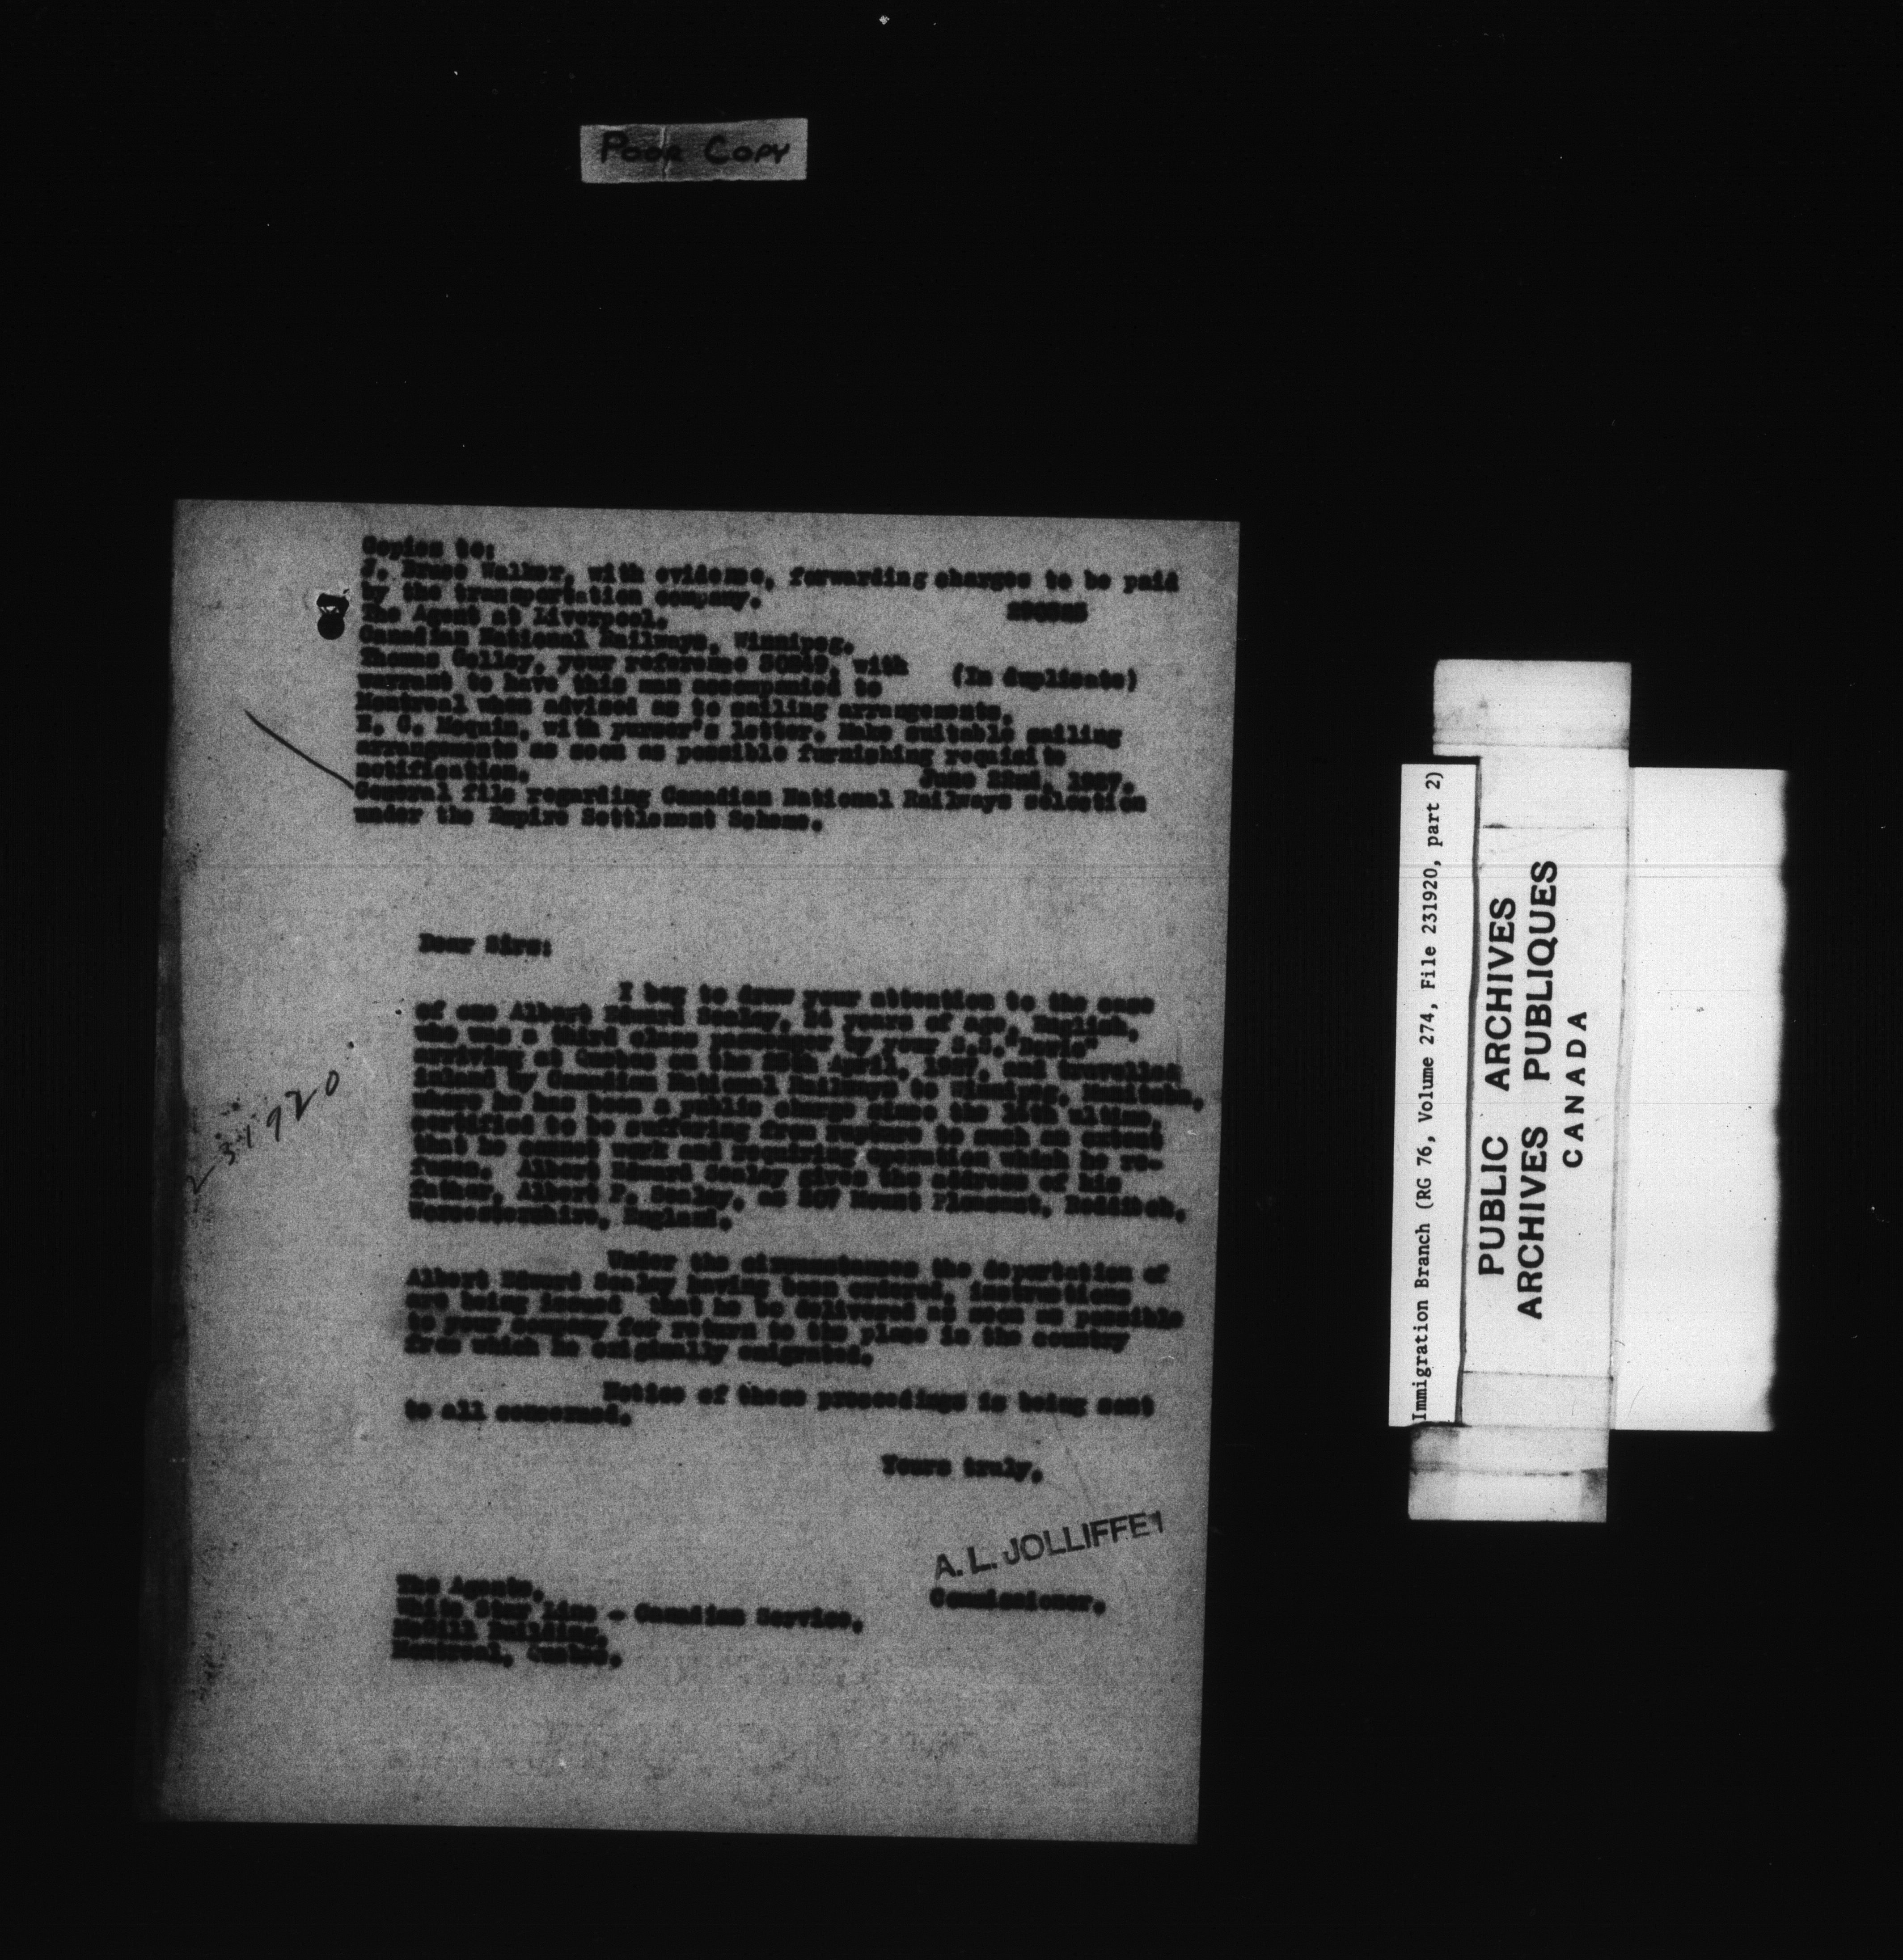 POOR COPY
Copies to:
J. Bruce Walker, with evidence, forwarding charges to be paid
by the transportation company.
The Agent at Liverpool.
Canadian National Railways, Winnipeg.
Thomas Gelley, your reference with
(In duplicate)
warrant to have this man accompanied to
Montreal when advised as to sailing arrangements.
with purser's letter. Make suitable sailing
arrangements as soon as possible furnishing requisite
notification.
June 22nd, 1927.
General file regarding Canadian National Railways selection
under the Empire Settlement Scheme.
Dear Sirs:
I beg to draw your attention to the case
of one Albert Edward Sealey, years of age, English,
who was a third class passenger by your S.S. "Doric"
arriving at Quebec on the April, 1927, and travelled
inland by Canadian National Railways to Winnipeg, Manitoba,
where he has been a public charge since the ultimo,
certified to be suffering from rupture to such an extent
that he cannot work and requiring operation which he re-
fuses. Albert Edward Sealey gives the address of his
father, Albert Sealey, as Mount Pleasant, Redditch,
Worcestershire, England.
Under the circumstances the deportation of
Albert Edward Sealey having been ordered, instructions
are being issued that he be delivered as soon as possible
to your company for return to the place in the country
from which he originally emigrated.
Notice of these proceedings is being sent
to all concerned.
Yours truly,
A. L. JOLLIFFE
Commissioner.
The Agents,
White Star Line - Canadian Service,
McGill Building,
Montreal, Quebec.
231920
Immigration Branch (RG 76, Volume 274, File 231920, part 2)
PUBLIC ARCHIVES
ARCHIVES PUBLIQUES
CANADA